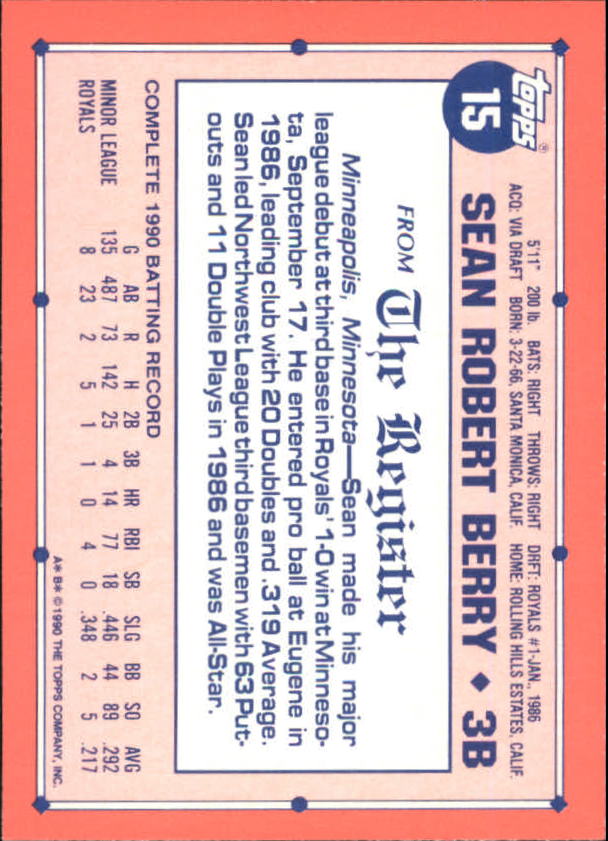 topps®
15
SEAN ROBERT BERRY ◆ 3B
5'11" 200 lb. BATS: RIGHT THROWS: RIGHT DRFT: ROYALS #1-JAN., 1986
ACQ: VIA DRAFT BORN: 3-22-66, SANTA MONICA, CALIF. HOME: ROLLING HILLS ESTATES, CALIF.
FROM The Register
Minneapolis, Minnesota—Sean made his major
league debut at third base in Royals' 1-0 win at Minneso-
ta, September 17. He entered pro ball at Eugene in
1986, leading club with 20 Doubles and .319 Average.
Sean led Northwest League third basemen with 63 Put-
outs and 11 Double Plays in 1986 and was All-Star.
COMPLETE 1990 BATTING RECORD
G AB R H 2B 3B HR RBI SB SLG BB SO AVG
MINOR LEAGUE 135 487 73 142 25 4 14 77 18 .446 44 89 .292
ROYALS 8 23 2 5 1 1 0 4 0 .348 2 5 .217
A* B* ©1990 THE TOPPS COMPANY, INC.